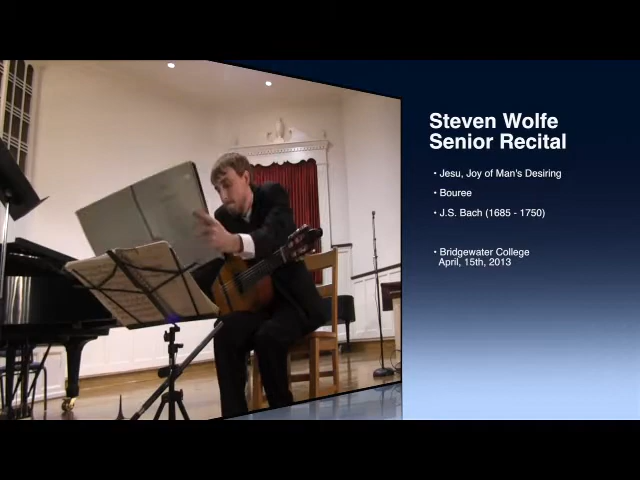 Steven Wolfe
Senior Recital
• Jesu, Joy of Man's Desiring
• Bouree
• J.S. Bach (1685 - 1750)
• Bridgewater College
April, 15th, 2013